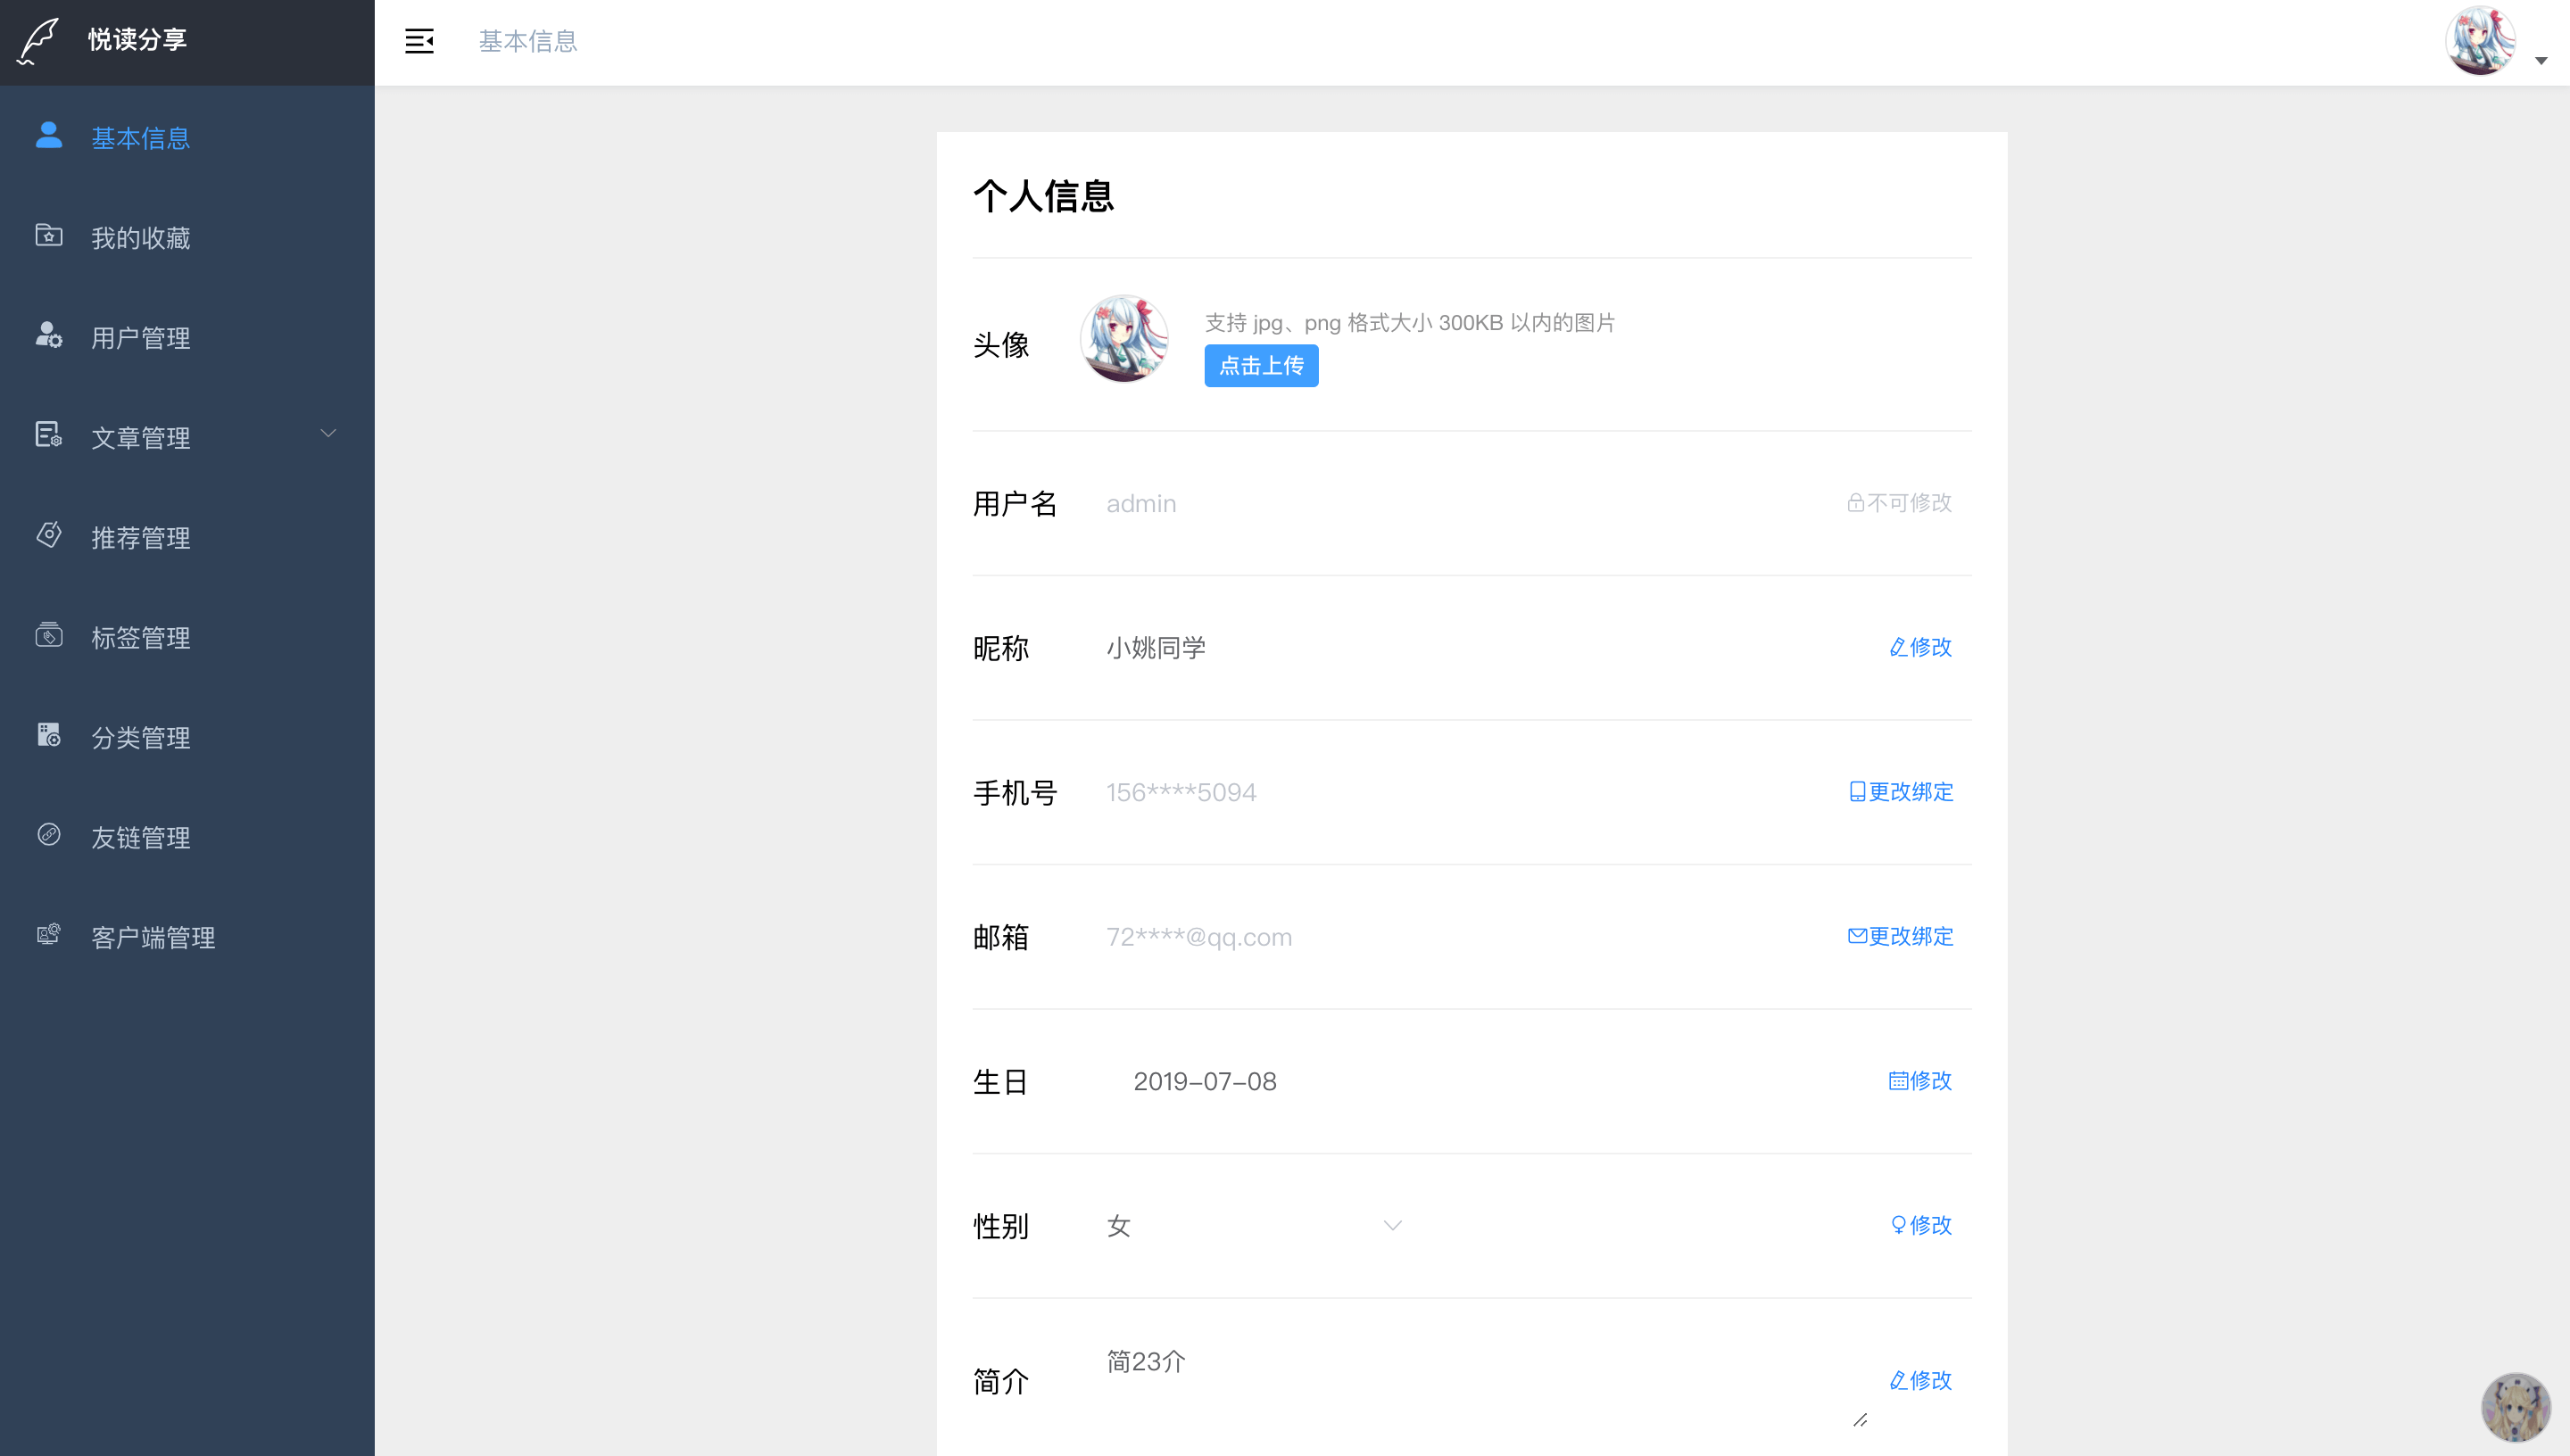 悦读分享
基本信息
基本信息
我的收藏
用户管理
文章管理
推荐管理
标签管理
分类管理
友链管理
客户端管理
个人信息
头像
支持 jpg、png 格式大小 300KB 以内的图片
点击上传
用户名 admin 不可修改
昵称 小姚同学 修改
手机号 156****5094 更改绑定
邮箱 72****@qq.com 更改绑定
生日 2019-07-08 修改
性别 女 修改
简介 简23介 修改